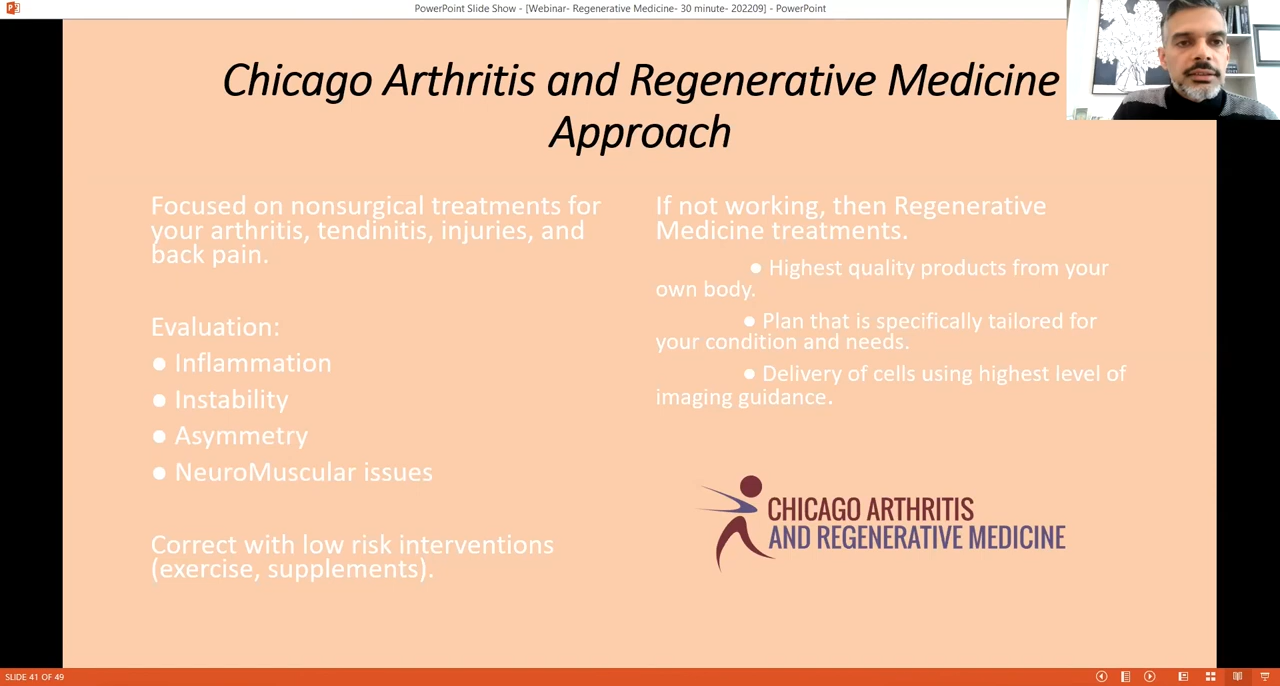 PowerPoint Slide Show - [Webinar- Regenerative Medicine- 30 minute- 202209] - PowerPoint
Chicago Arthritis and Regenerative Medicine
Approach
Focused on nonsurgical treatments for
your arthritis, tendinitis, injuries, and
back pain.
Evaluation:
● Inflammation
● Instability
● Asymmetry
● NeuroMuscular issues
Correct with low risk interventions
(exercise, supplements).
If not working, then Regenerative
Medicine treatments.
● Highest quality products from your
own body.
● Plan that is specifically tailored for
your condition and needs.
● Delivery of cells using highest level of
imaging guidance.
CHICAGO ARTHRITIS
AND REGENERATIVE MEDICINE
SLIDE 41 OF 49